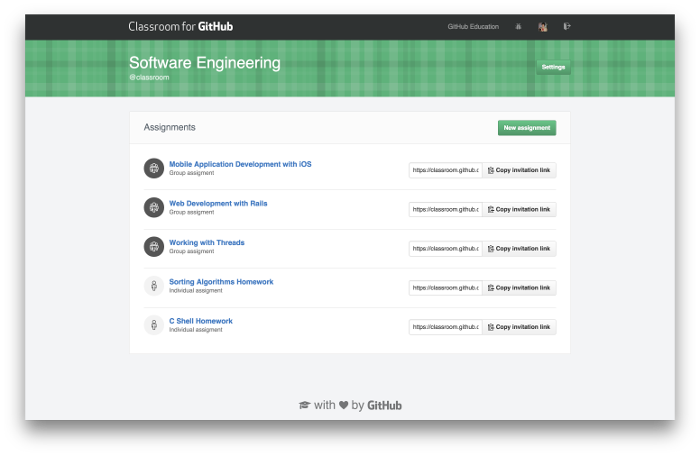 Classroom for GitHub
GitHub Education
Software Engineering
@classroom
Settings
Assignments
New assignment
Mobile Application Development with iOS
Group assigment
https://classroom.github.c
Copy invitation link
Web Development with Rails
Group assigment
https://classroom.github.c
Copy invitation link
Working with Threads
Group assigment
https://classroom.github.c
Copy invitation link
Sorting Algorithms Homework
Individual assigment
https://classroom.github.c
Copy invitation link
C Shell Homework
Individual assigment
https://classroom.github.c
Copy invitation link
with by GitHub